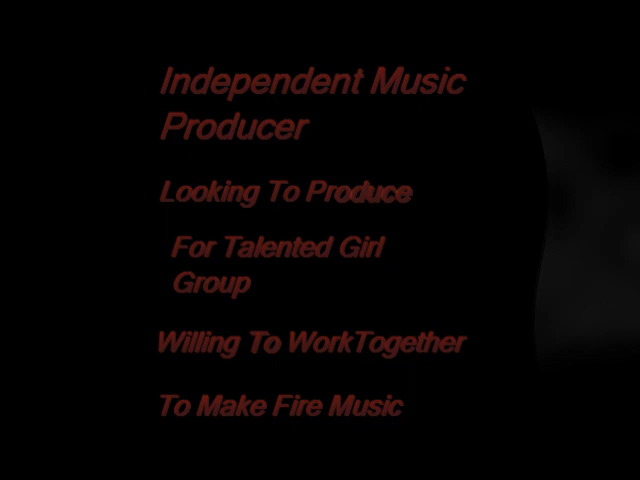 Independent Music
Producer
Looking To Produce
For Talented Girl
Group
Willing To WorkTogether
To Make Fire Music